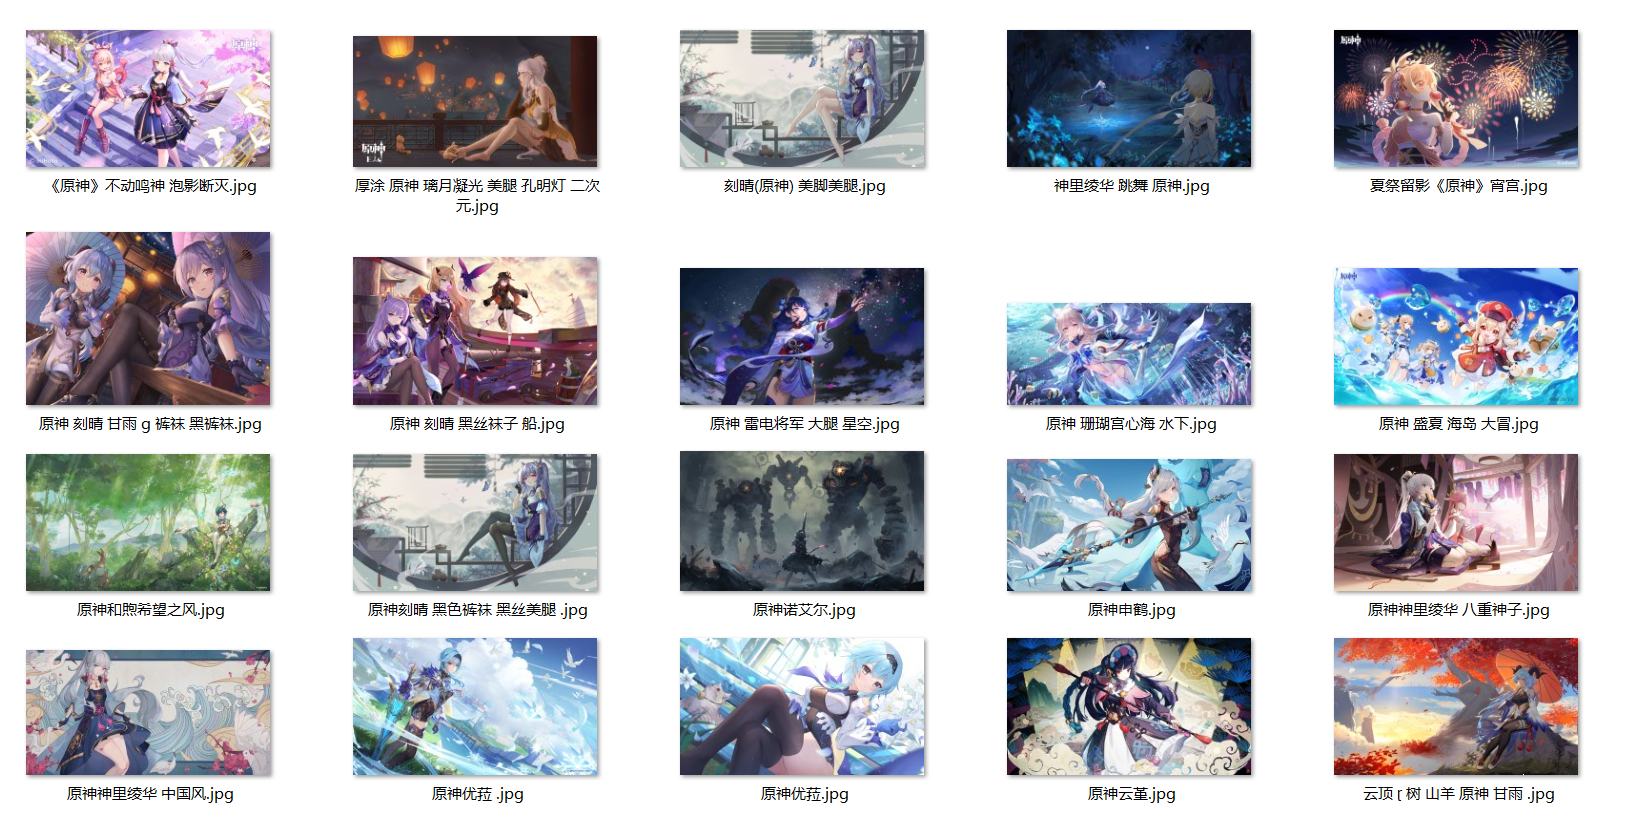 《原神》不动鸣神 泡影断灭.jpg
厚涂 原神 璃月凝光 美腿 孔明灯 二次
元.jpg
刻晴(原神) 美脚美腿.jpg
神里绫华 跳舞 原神.jpg
夏祭留影《原神》宵宫.jpg
原神 刻晴 甘雨 g 裤袜 黑裤袜.jpg
原神 刻晴 黑丝袜子 船.jpg
原神 雷电将军 大腿 星空.jpg
原神 珊瑚宫心海 水下.jpg
原神 盛夏 海岛 大冒.jpg
原神和煦希望之风.jpg
原神刻晴 黑色裤袜 黑丝美腿 .jpg
原神诺艾尔.jpg
原神申鹤.jpg
原神神里绫华 八重神子.jpg
原神神里绫华 中国风.jpg
原神优菈 .jpg
原神优菈.jpg
原神云堇.jpg
云顶 [ 树 山羊 原神 甘雨 .jpg